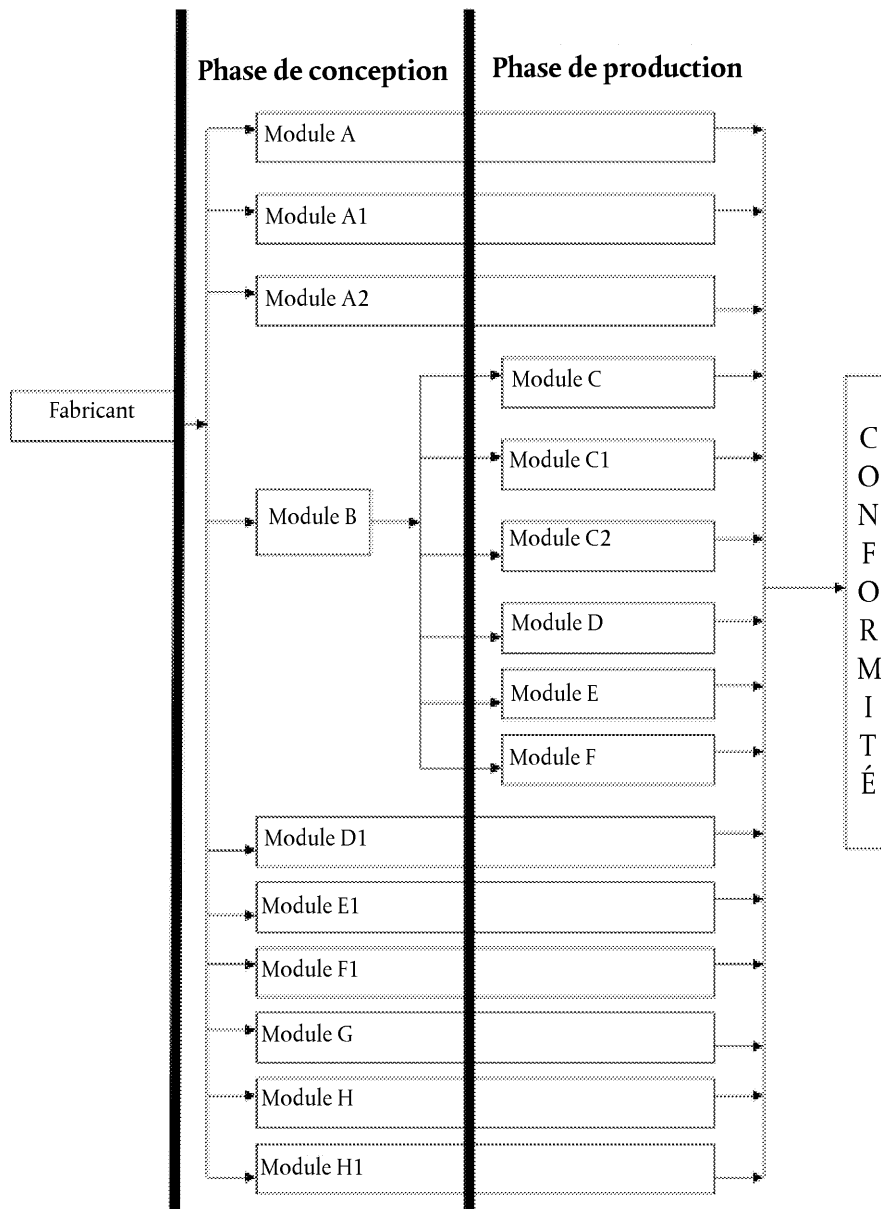 Phase de conception
Phase de production
Module A
Module A1
Module A2
Fabricant
Module B
Module C
Module C1
Module C2
Module D
Module E
Module F
Module D1
Module E1
Module F1
Module G
Module H
Module H1
C
O
N
F
O
R
M
I
T
É